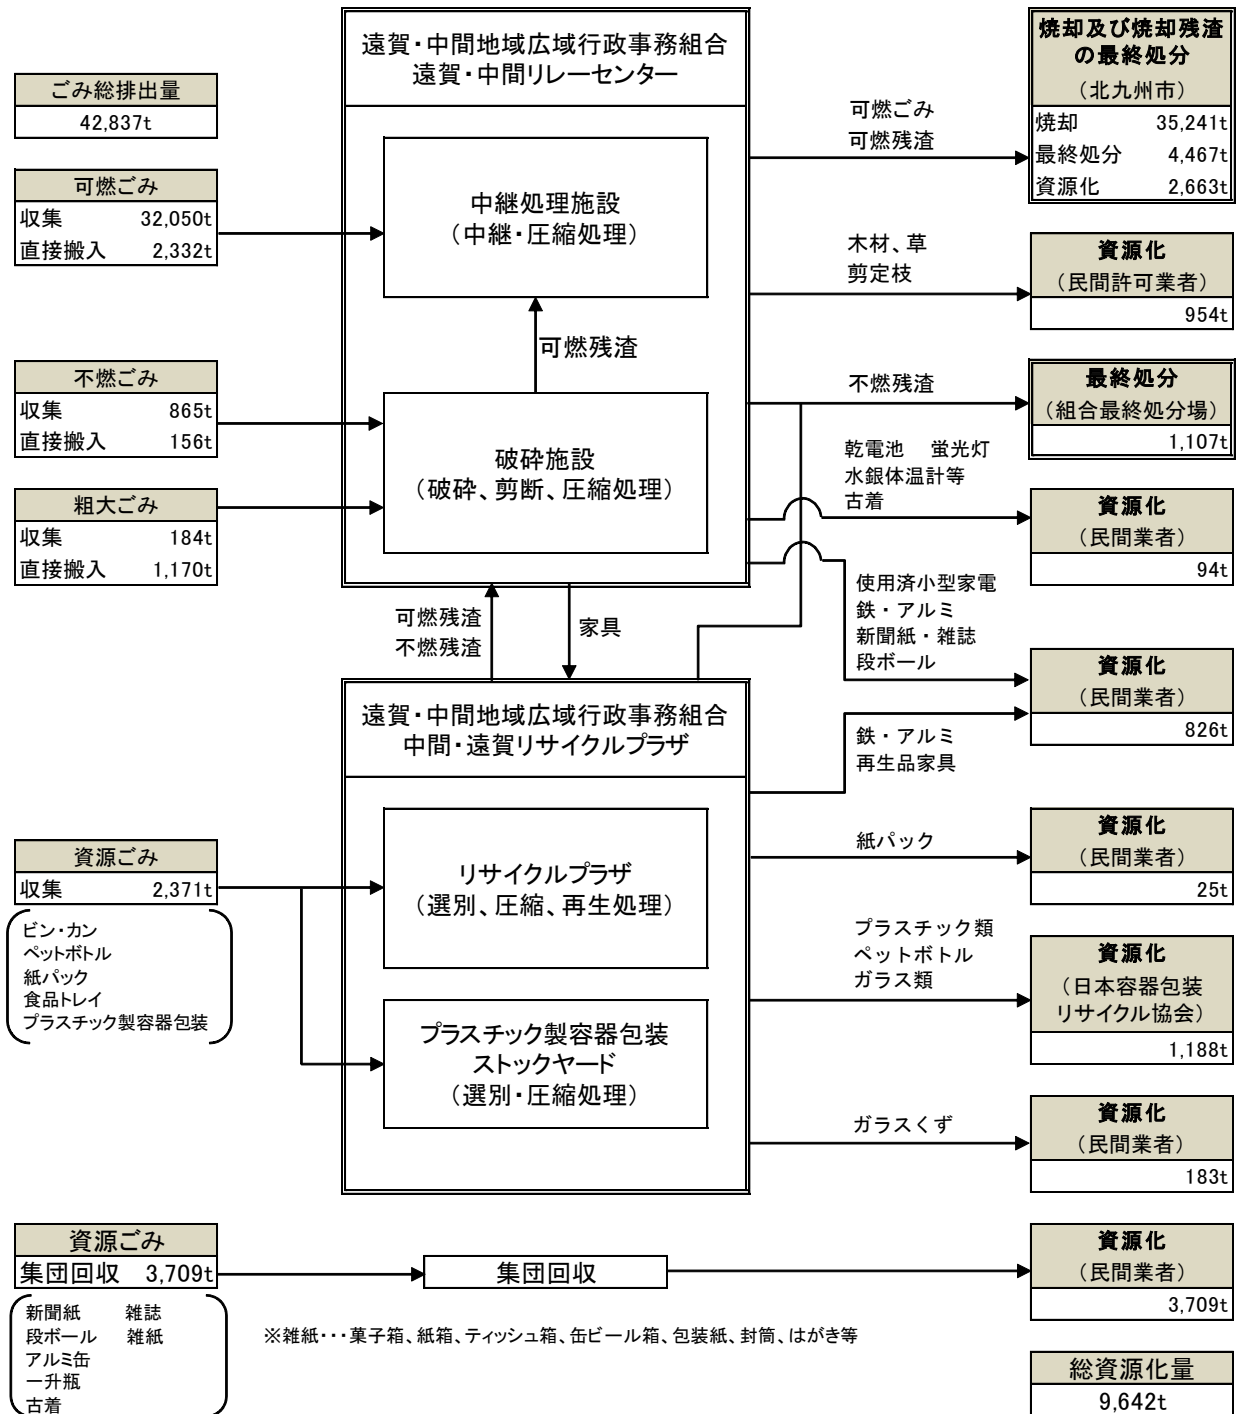 ごみ総排出量
42,837t
可燃ごみ
収集 32,050t
直接搬入 2,332t
不燃ごみ
収集 865t
直接搬入 156t
粗大ごみ
収集 184t
直接搬入 1,170t
資源ごみ
収集 2,371t
ビン・カン
ペットボトル
紙パック
食品トレイ
プラスチック製容器包装
資源ごみ
集団回収 3,709t
新聞紙 雑誌
段ボール 雑紙
アルミ缶
一升瓶
古着
遠賀・中間地域広域行政事務組合
遠賀・中間リレーセンター
中継処理施設
(中継・圧縮処理)
可燃残渣
破砕施設
(破砕、剪断、圧縮処理)
可燃残渣
不燃残渣
家具
遠賀・中間地域広域行政事務組合
中間・遠賀リサイクルプラザ
リサイクルプラザ
(選別、圧縮、再生処理)
プラスチック製容器包装
ストックヤード
(選別・圧縮処理)
集団回収
※雑紙・・・菓子箱、紙箱、ティッシュ箱、缶ビール箱、包装紙、封筒、はがき等
可燃ごみ
可燃残渣
木材、草
剪定枝
不燃残渣
乾電池 蛍光灯
水銀体温計等
古着
使用済小型家電
鉄・アルミ
新聞紙・雑誌
段ボール
鉄・アルミ
再生品家具
紙パック
プラスチック類
ペットボトル
ガラス類
ガラスくず
焼却及び焼却残渣
の最終処分
(北九州市)
焼却 35,241t
最終処分 4,467t
資源化 2,663t
資源化
(民間許可業者)
954t
最終処分
(組合最終処分場)
1,107t
資源化
(民間業者)
94t
資源化
(民間業者)
826t
資源化
(民間業者)
25t
資源化
(日本容器包装
リサイクル協会)
1,188t
資源化
(民間業者)
183t
資源化
(民間業者)
3,709t
総資源化量
9,642t